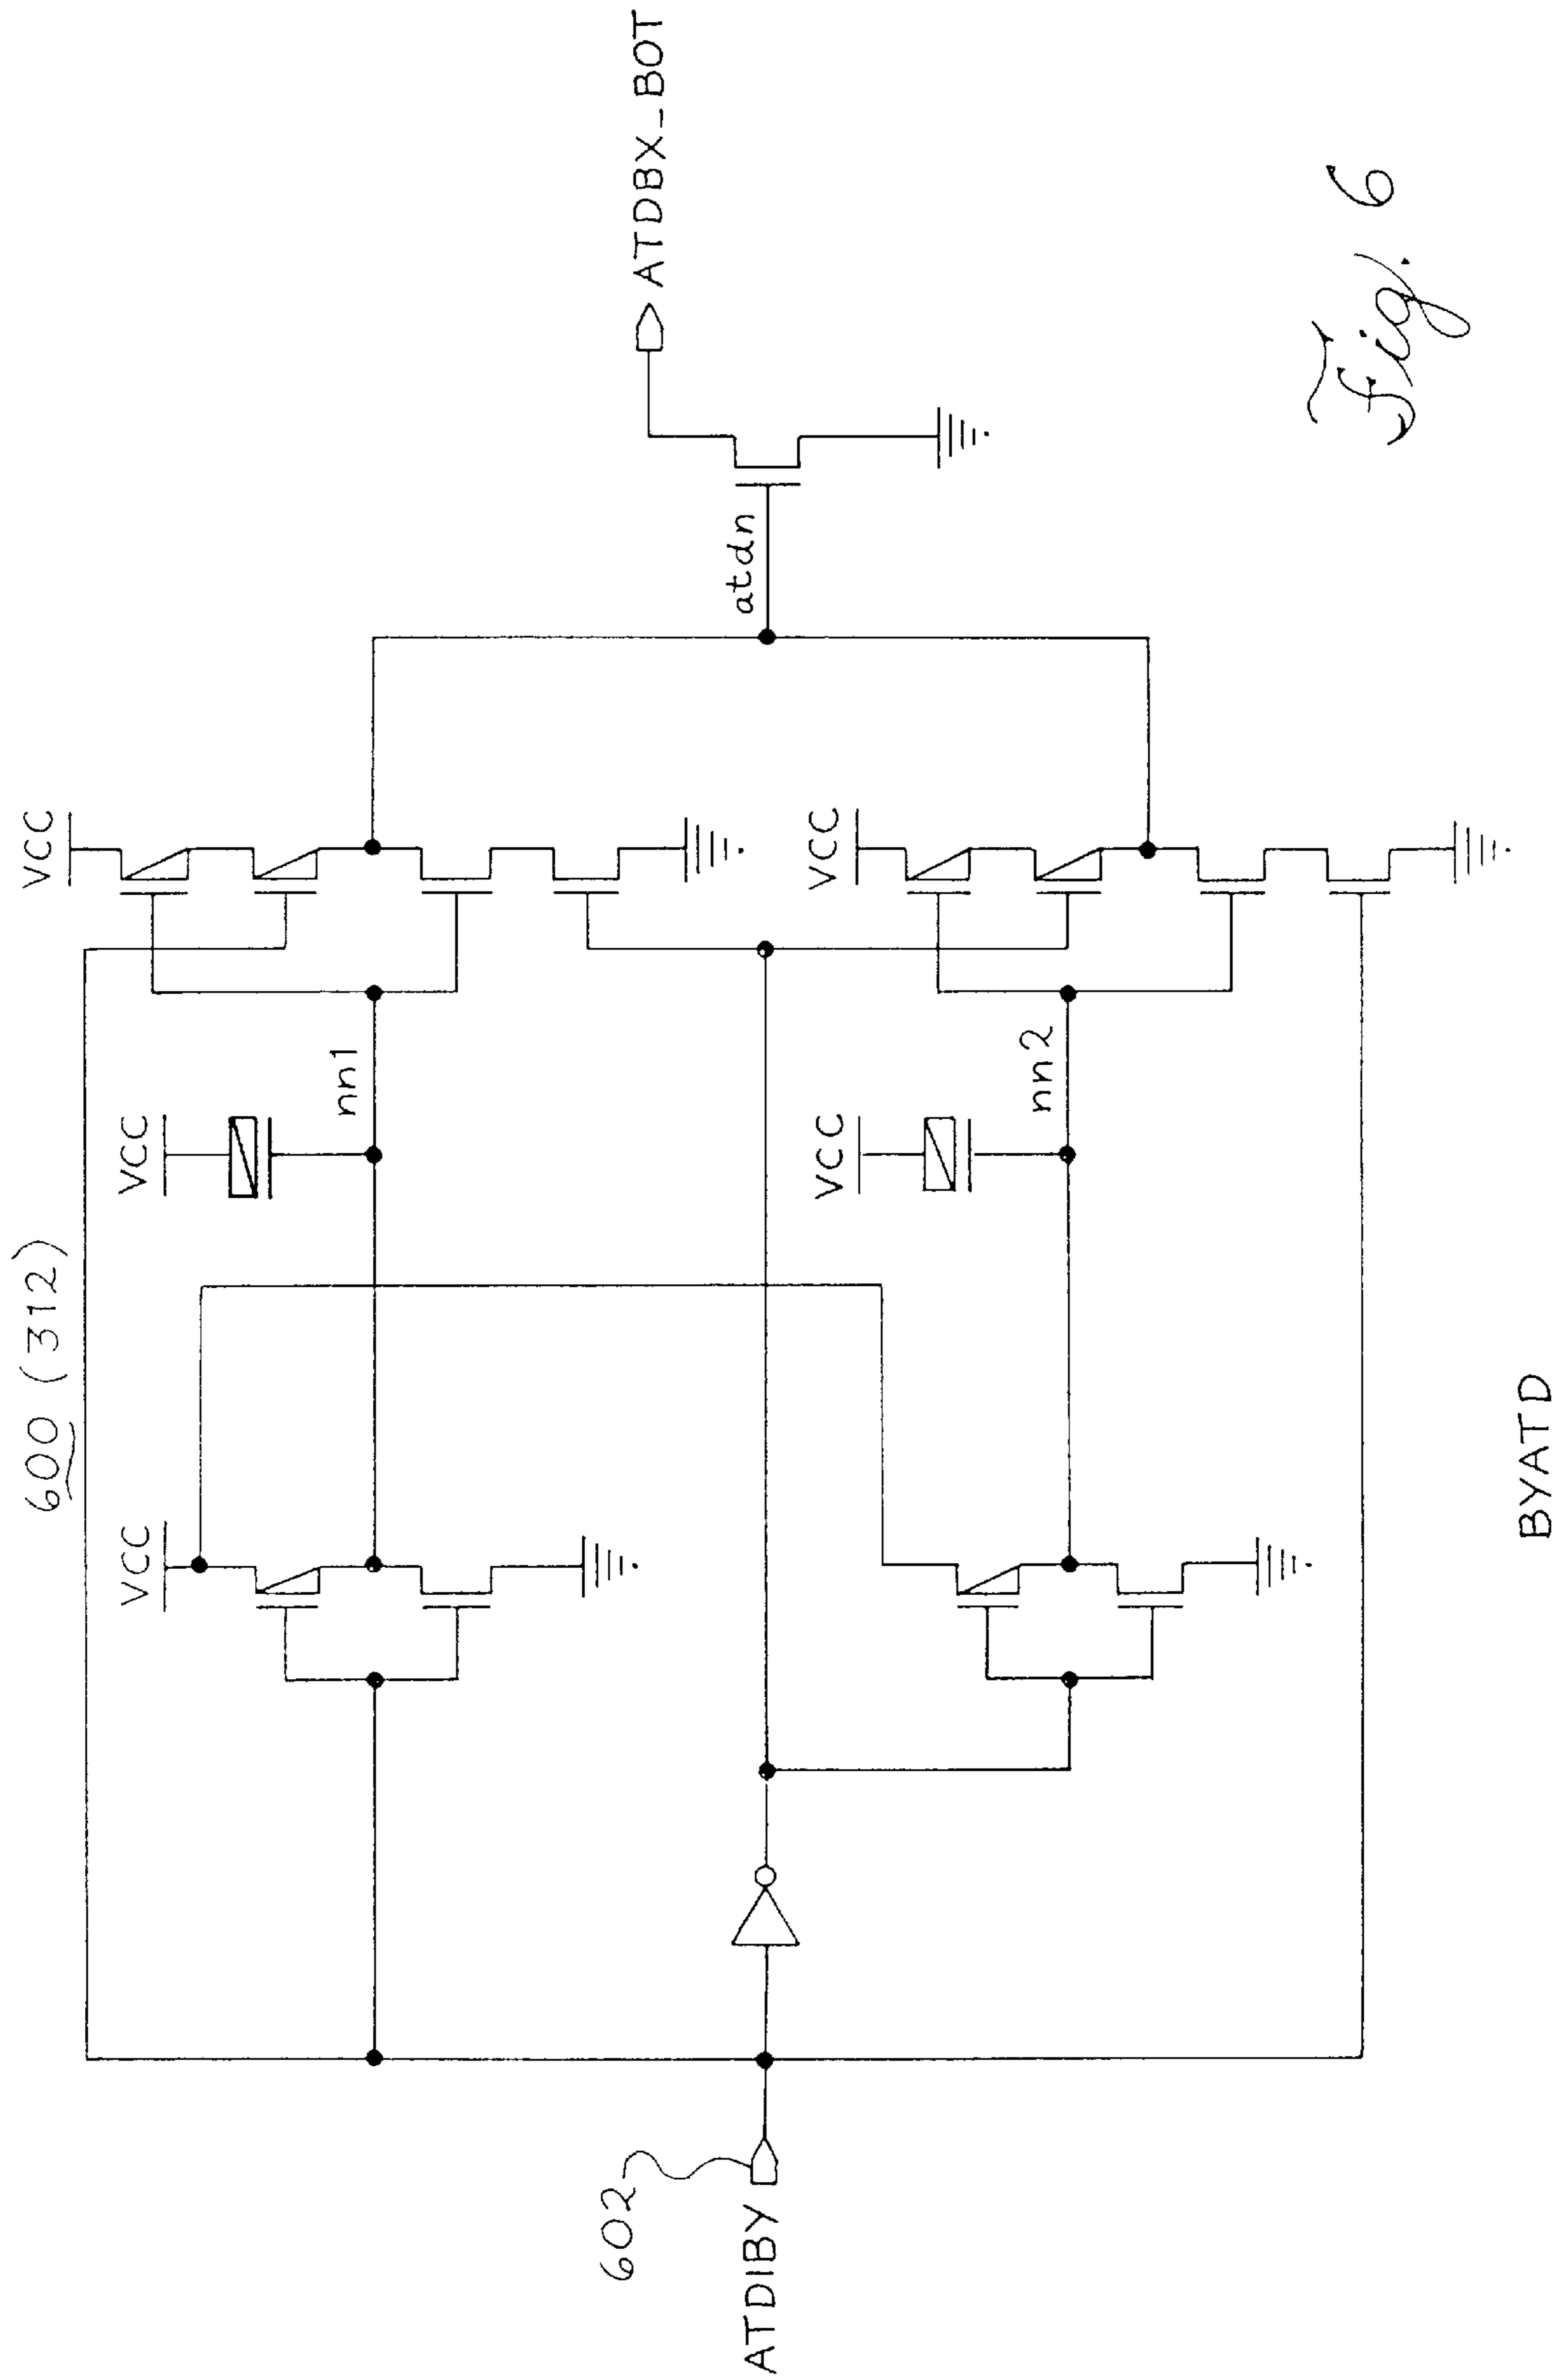 600 (312)
VCC
VCC
VCC
nn1
ATDBX_BOT
atdn
602
ATDIBY
VCC
VCC
nn2
BYATD
Fig. 6